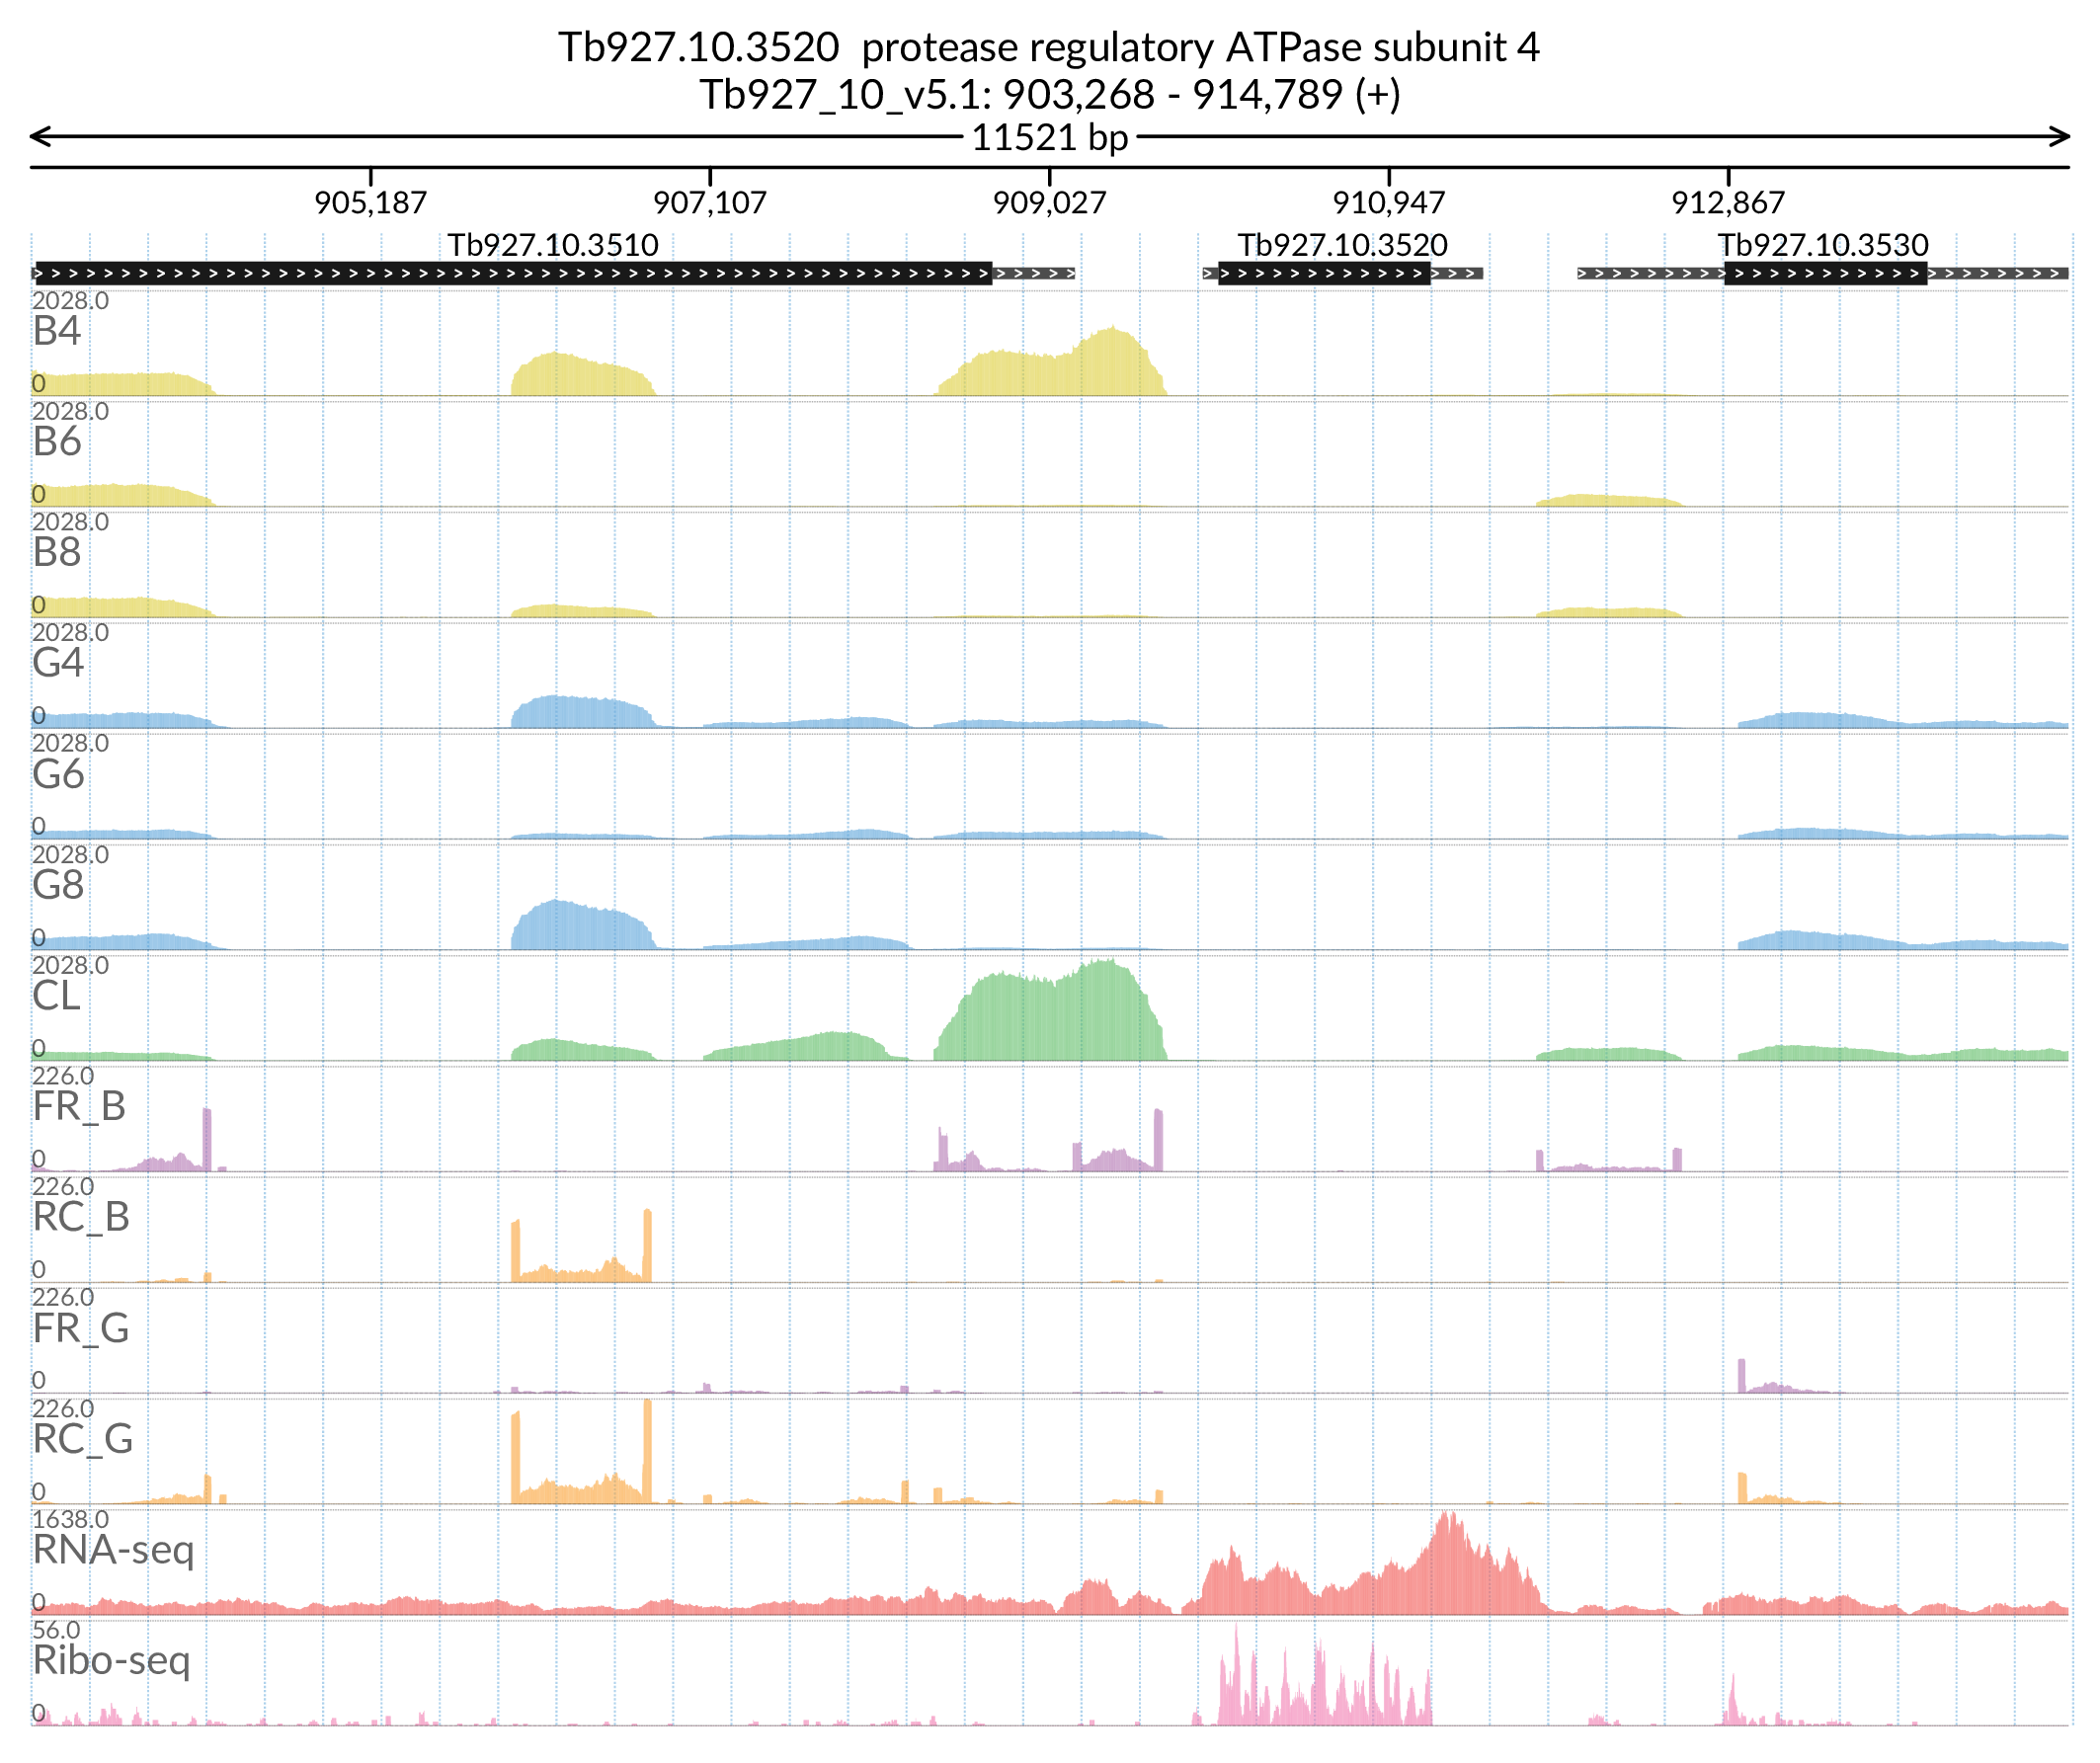 Tb927.10.3520  protease regulatory ATPase subunit 4
Tb927_10_v5.1: 903,268 - 914,789 (+)
11521 bp
905,187 907,107 909,027 910,947 912,867
Tb927.10.3510 Tb927.10.3520 Tb927.10.3530
2028.0
B4
0
2028.0
B6
0
2028.0
B8
0
2028.0
G4
0
2028.0
G6
0
2028.0
G8
0
2028.0
CL
0
226.0
FR_B
0
226.0
RC_B
0
226.0
FR_G
0
226.0
RC_G
0
1638.0
RNA-seq
0
56.0
Ribo-seq
0